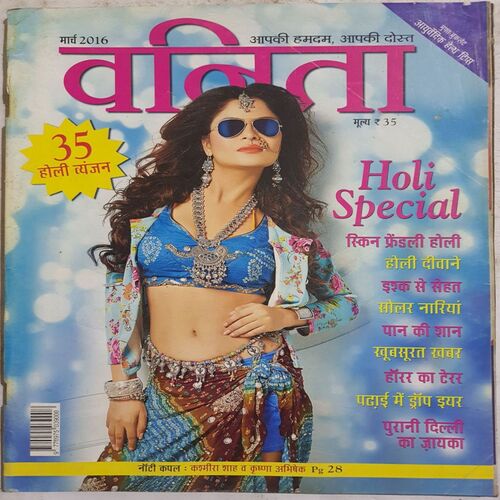 मार्च 2016
आपकी हमदम, आपकी दोस्त
आयुर्वेदिक हैल्थ टिप्स
वनिता
मूल्य ₹ 35
35
होली व्यंजन
Holi
Special
स्किन फ्रेंडली होली
होली दीवाने
इश्क से सेहत
सोलर नारियां
पान की शान
खूबसूरत खबर
हॉरर का टेरर
पढ़ाई में ड्रॉप इयर
पुरानी दिल्ली
का ज़ायका
नॉटी कपल : कश्मीरा शाह व कृष्णा अभिषेक Pg 28